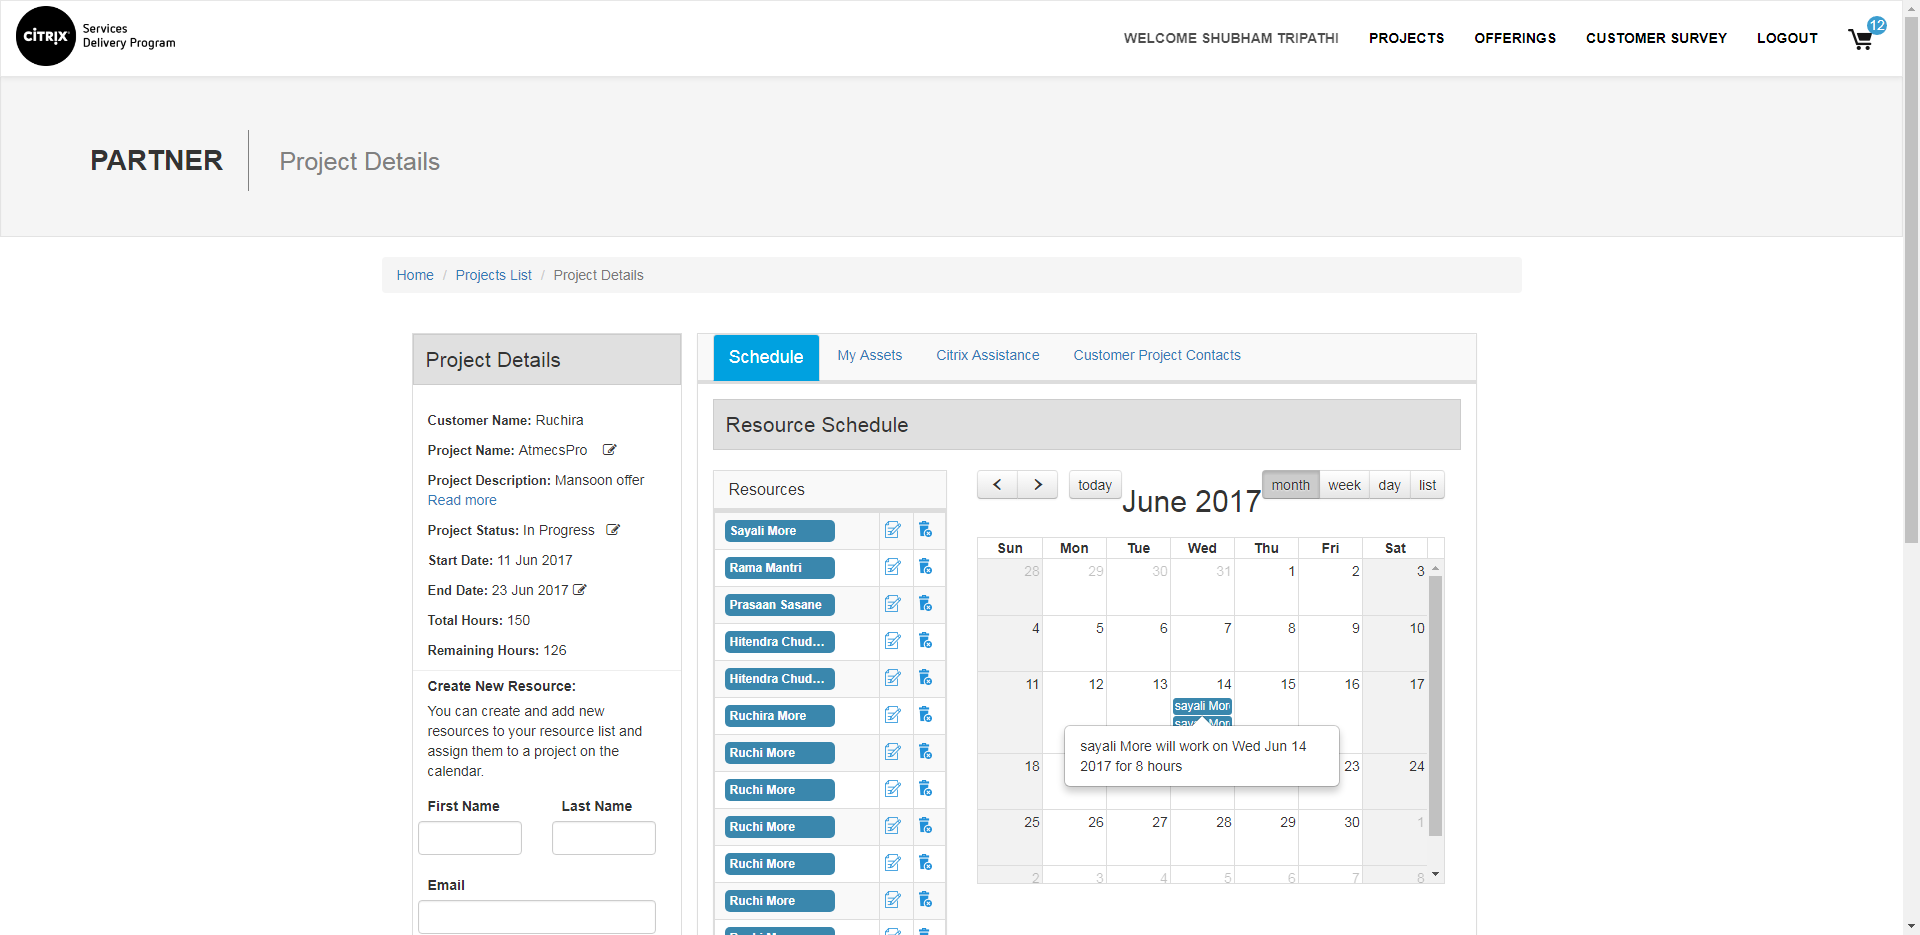 CİTRIX Services
Delivery Program
WELCOME SHUBHAM TRIPATHI
PROJECTS
OFFERINGS
CUSTOMER SURVEY
LOGOUT
12
PARTNER
Project Details
Home / Projects List / Project Details
Project Details
Customer Name: Ruchira
Project Name: AtmecsPro
Project Description: Mansoon offer
Read more
Project Status: In Progress
Start Date: 11 Jun 2017
End Date: 23 Jun 2017
Total Hours: 150
Remaining Hours: 126
Create New Resource:
You can create and add new
resources to your resource list and
assign them to a project on the
calendar.
First Name Last Name
Email
Schedule My Assets Citrix Assistance Customer Project Contacts
Resource Schedule
Resources
Sayali More
Rama Mantri
Prasaan Sasane
Hitendra Chud...
Hitendra Chud...
Ruchira More
Ruchi More
Ruchi More
Ruchi More
Ruchi More
Ruchi More
today
June 2017
month week day list
Sun Mon Tue Wed Thu Fri Sat
28 29 30 31 1 2 3
4 5 6 7 8 9 10
11 12 13 14 15 16 17
sayali Mor
sayali More will work on Wed Jun 14
2017 for 8 hours
18 23 24
25 26 27 28 29 30 1
2 3 4 5 6 7 8